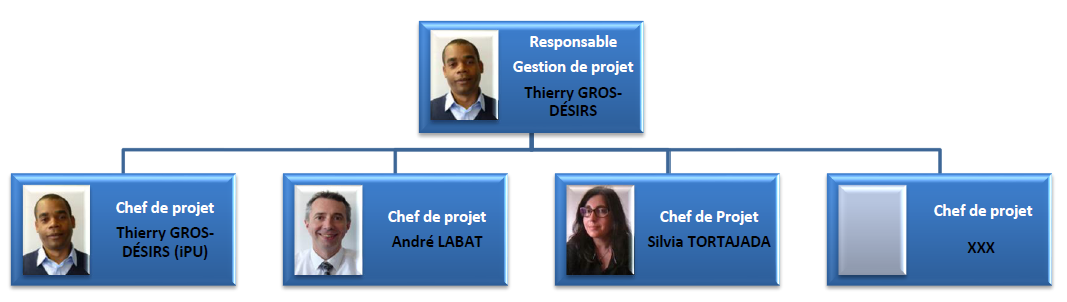 Responsable
Gestion de projet
Thierry GROS-
DÉSIRS
Chef de projet
Thierry GROS-
DÉSIRS (iPU)
Chef de projet
André LABAT
Chef de Projet
Silvia TORTAJADA
Chef de projet
XXX